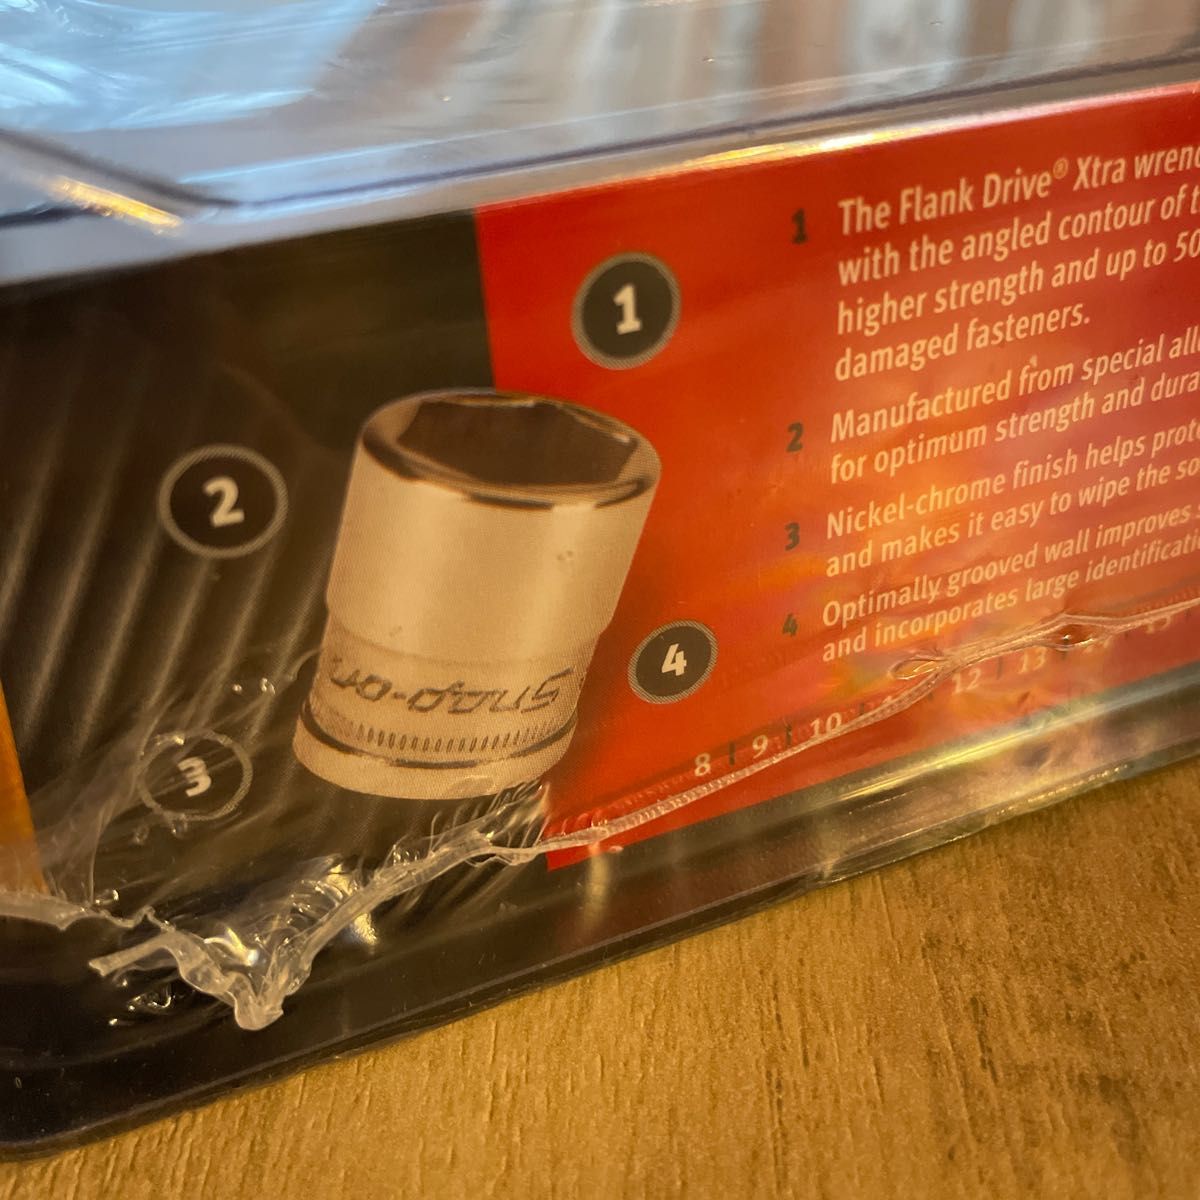 1
2
3
4
snap-on
1 The Flank Drive® Xtra wrenc
with the angled contour of t
higher strength and up to 50
damaged fasteners.
2 Manufactured from special all
for optimum strength and dura
3 Nickel-chrome finish helps prote
and makes it easy to wipe the so
4 Optimally grooved wall improves
and incorporates large identificati
8 | 9 | 10 12 | 13